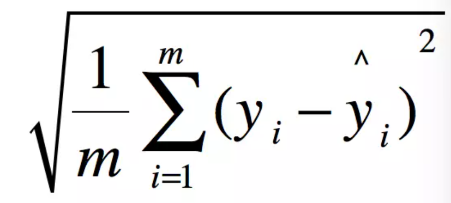 √(1/m ∑_{i=1}^{m} (y_i − ŷ_i)^2)